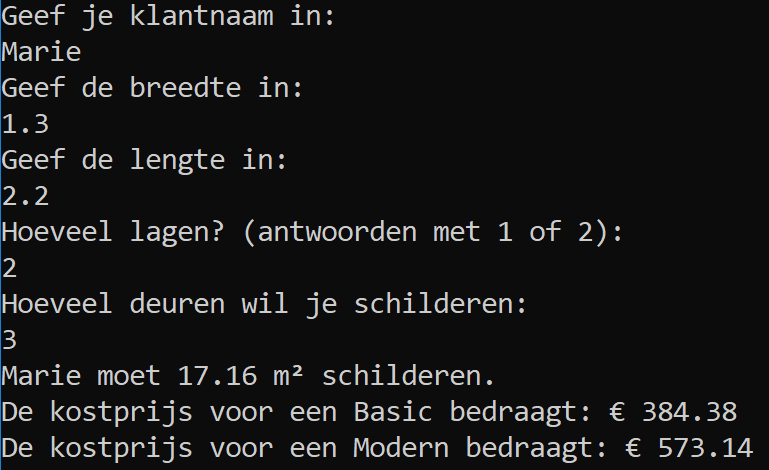 Geef je klantnaam in:
Marie
Geef de breedte in:
1.3
Geef de lengte in:
2.2
Hoeveel lagen? (antwoorden met 1 of 2):
2
Hoeveel deuren wil je schilderen:
3
Marie moet 17.16 m² schilderen.
De kostprijs voor een Basic bedraagt: € 384.38
De kostprijs voor een Modern bedraagt: € 573.14